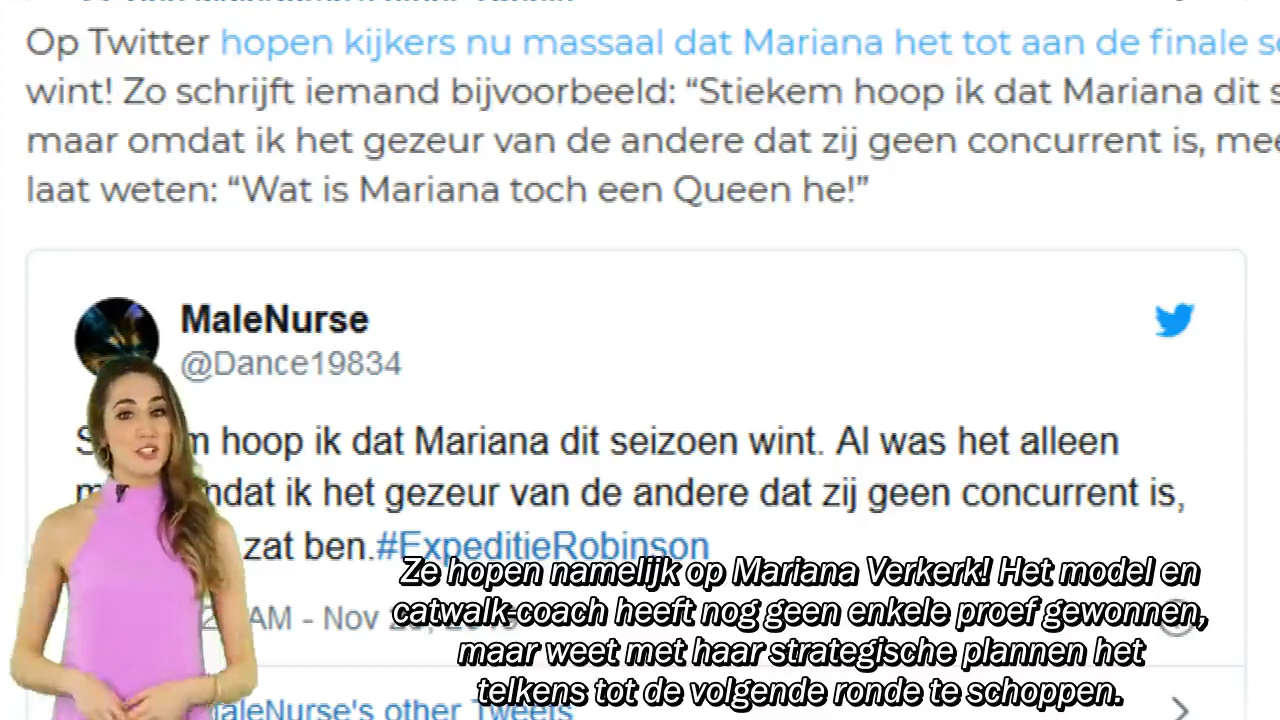 Op Twitter hopen kijkers nu massaal dat Mariana het tot aan de finale
wint! Zo schrijft iemand bijvoorbeeld: “Stiekem hoop ik dat Mariana dit
maar omdat ik het gezeur van de andere dat zij geen concurrent is,
laat weten: “Wat is Mariana toch een Queen he!”
MaleNurse
@Dance19834
hoop ik dat Mariana dit seizoen wint. Al was het alleen
ik het gezeur van de andere dat zij geen concurrent is,
zat ben.#ExpeditieRobinson
Ze hopen namelijk op Mariana Verkerk! Het model en
AM - Nov
catwalk-coach heeft nog geen enkele proef gewonnen,
maar weet met haar strategische plannen het
telkens tot de volgende ronde te schoppen.
other Tweets